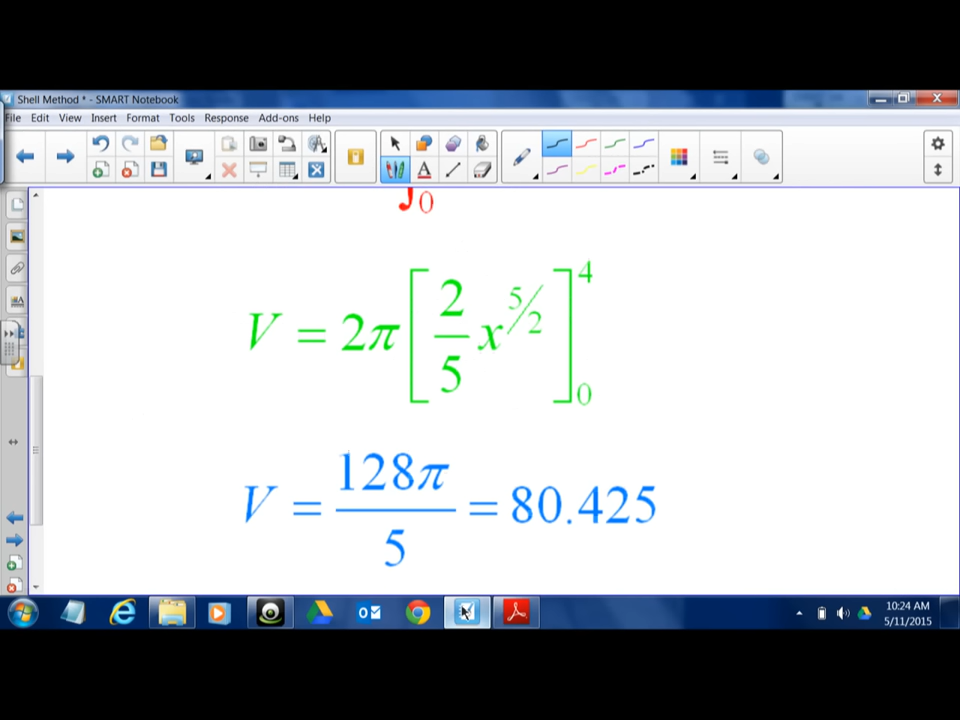 Shell Method * - SMART Notebook
File Edit View Insert Format Tools Response Add-ons Help
0
V = 2π [ 2/5 x^5/2 ]_0^4
V = 128π/5 = 80.425
10:24 AM
5/11/2015